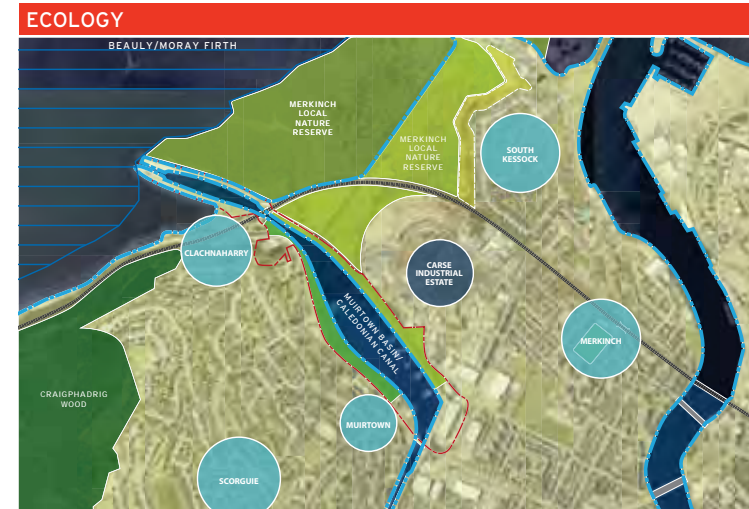 ECOLOGY
BEAULY/MORAY FIRTH
MERKINCH
LOCAL
NATURE
RESERVE
MERKINCH
LOCAL
NATURE
RESERVE
SOUTH
KESSOCK
CLACHNAHARRY
CARSE
INDUSTRIAL
ESTATE
MUIRTOWN BASIN/
CALEDONIAN CANAL
MERKINCH
CRAIGPHADRIG
WOOD
MUIRTOWN
SCORGUIE